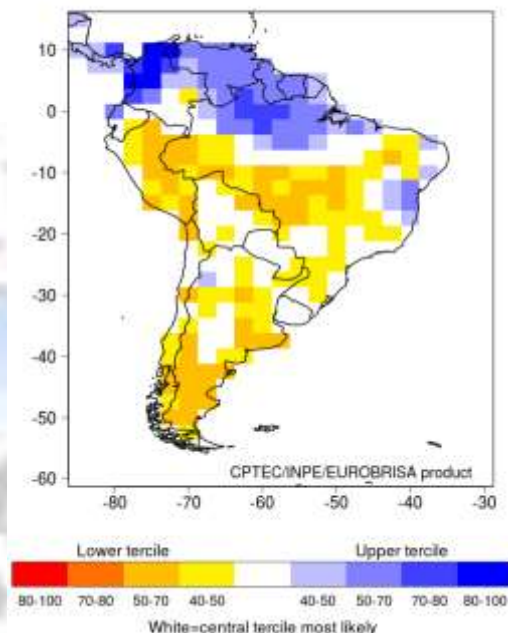 10
0
-10
-20
-30
-40
-50
-60
CPTEC/INPE/EUROBRISA product
-80 -70 -60 -50 -40 -30
Lower tercile Upper tercile
80-100 70-80 50-70 40-50 40-50 50-70 70-80 80-100
White=central tercile most likely